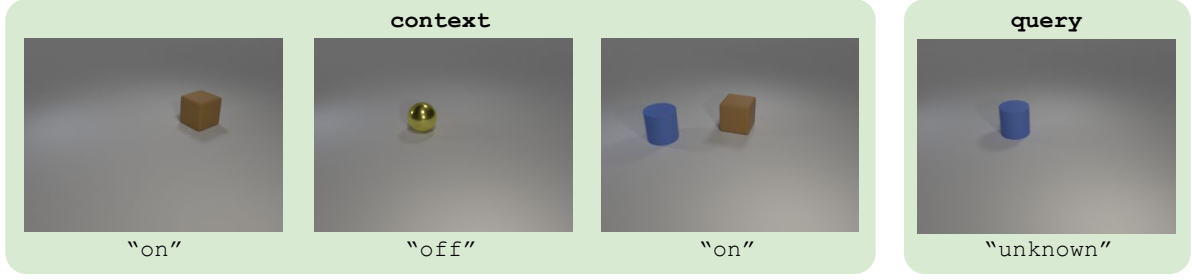 context
query
“on”
“off”
“on”
“unknown”